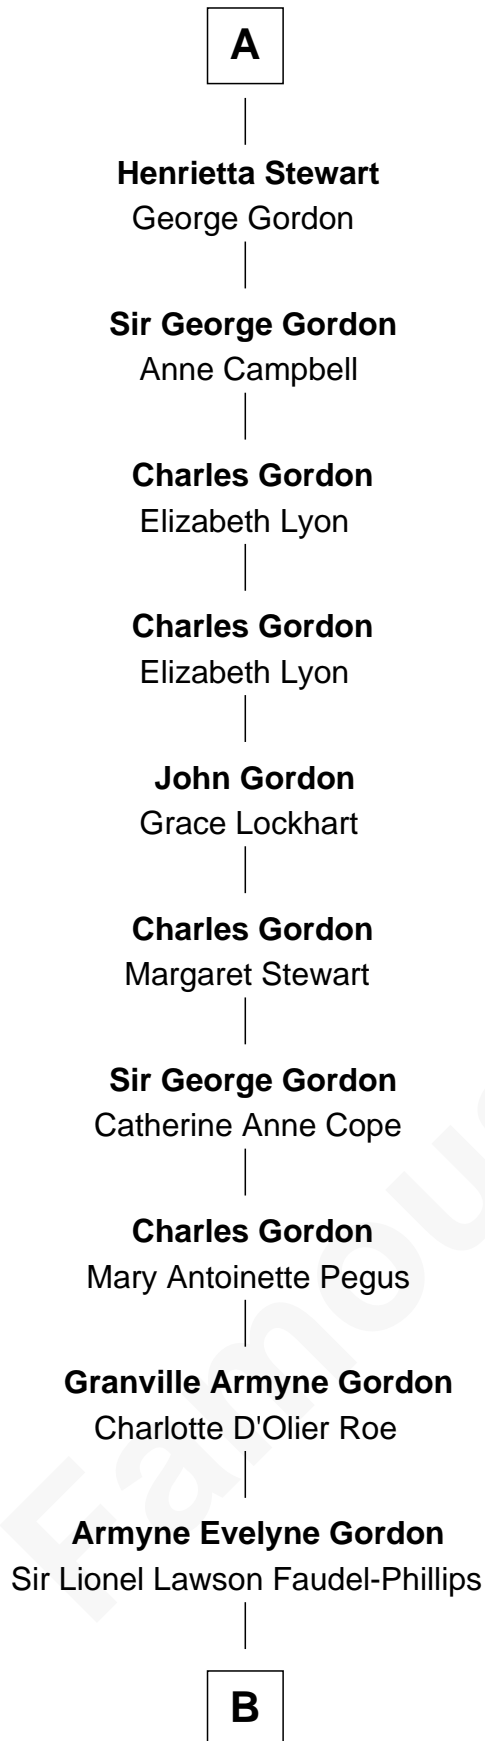 A
Henrietta Stewart
George Gordon
Sir George Gordon
Anne Campbell
Charles Gordon
Elizabeth Lyon
Charles Gordon
Elizabeth Lyon
John Gordon
Grace Lockhart
Charles Gordon
Margaret Stewart
Sir George Gordon
Catherine Anne Cope
Charles Gordon
Mary Antoinette Pegus
Granville Armyne Gordon
Charlotte D'Olier Roe
Armyne Evelyne Gordon
Sir Lionel Lawson Faudel-Phillips
B
Famou